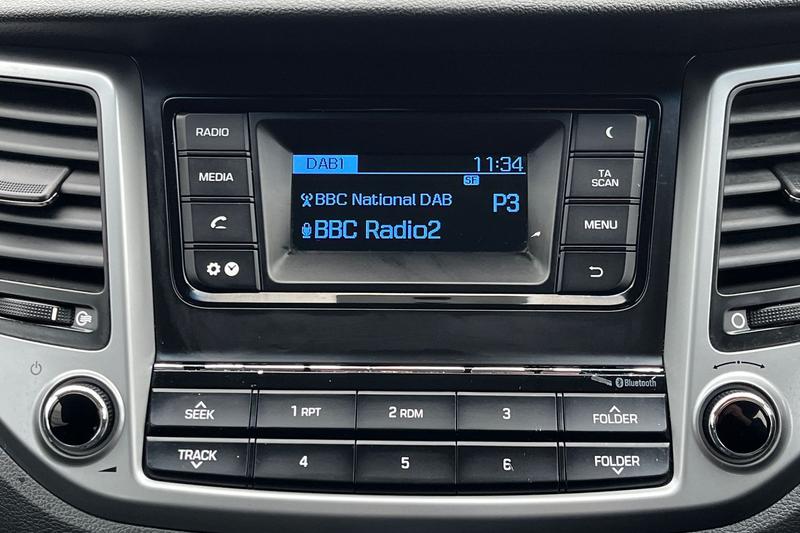 RADIO
MEDIA
DAB1 11:34
SF
BBC National DAB P3
BBC Radio2
TA
SCAN
MENU
Bluetooth
SEEK 1 RPT 2 RDM 3 FOLDER
TRACK 4 5 6 FOLDER